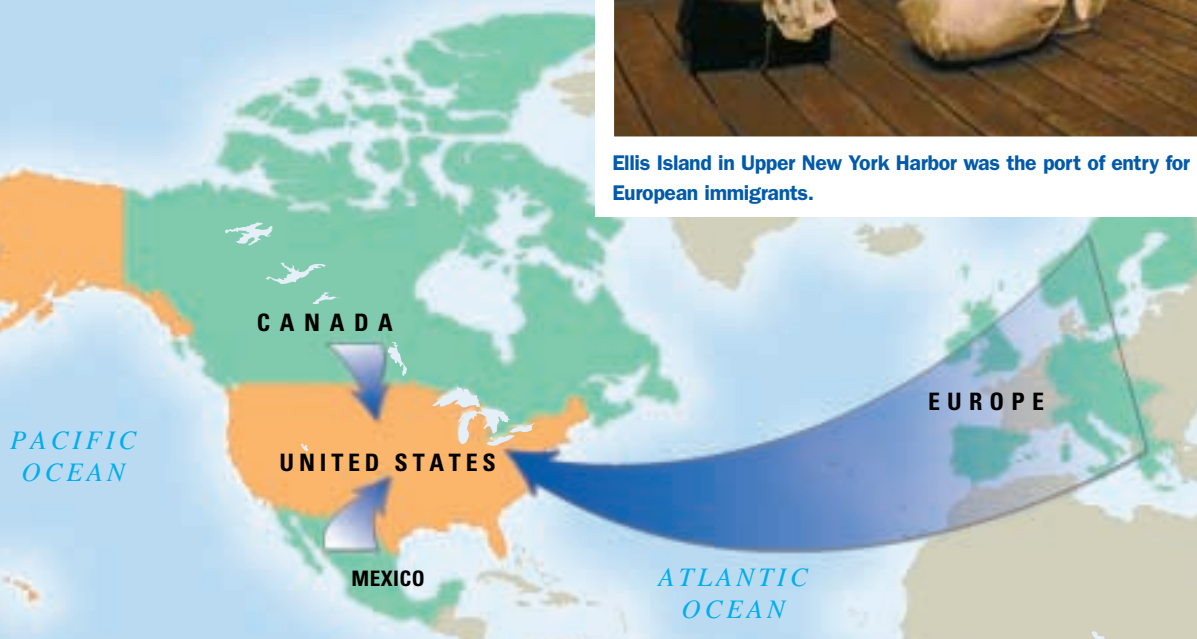 Ellis Island in Upper New York Harbor was the port of entry for
European immigrants.
CANADA
EUROPE
PACIFIC
OCEAN
UNITED STATES
MEXICO
ATLANTIC
OCEAN